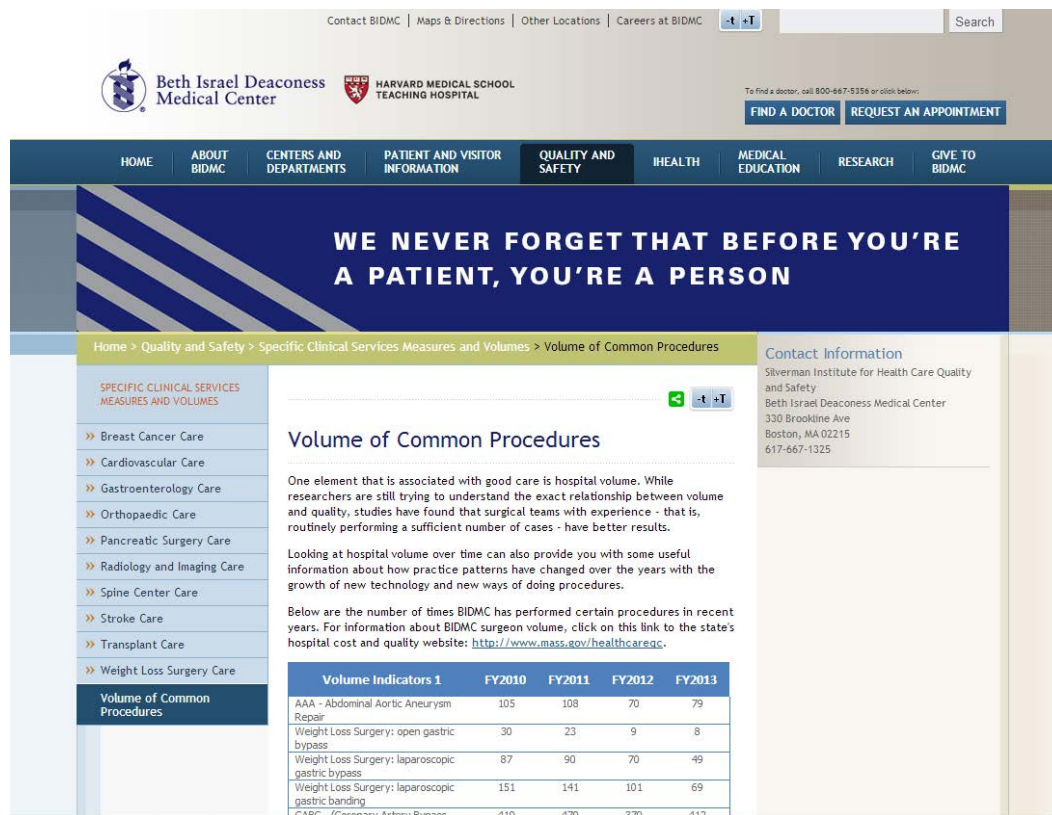 Contact BIDMC | Maps & Directions | Other Locations | Careers at BIDMC
-t +T
Search
Beth Israel Deaconess
Medical Center
HARVARD MEDICAL SCHOOL
TEACHING HOSPITAL
To find a doctor, call 800-667-5356 or click below:
FIND A DOCTOR
REQUEST AN APPOINTMENT
HOME
ABOUT
BIDMC
CENTERS AND
DEPARTMENTS
PATIENT AND VISITOR
INFORMATION
QUALITY AND
SAFETY
IHEALTH
MEDICAL
EDUCATION
RESEARCH
GIVE TO
BIDMC
WE NEVER FORGET THAT BEFORE YOU'RE
A PATIENT, YOU'RE A PERSON
Home > Quality and Safety > Specific Clinical Services Measures and Volumes > Volume of Common Procedures
SPECIFIC CLINICAL SERVICES
MEASURES AND VOLUMES
» Breast Cancer Care
» Cardiovascular Care
» Gastroenterology Care
» Orthopaedic Care
» Pancreatic Surgery Care
» Radiology and Imaging Care
» Spine Center Care
» Stroke Care
» Transplant Care
» Weight Loss Surgery Care
Volume of Common
Procedures
-t +T
Volume of Common Procedures
One element that is associated with good care is hospital volume. While
researchers are still trying to understand the exact relationship between volume
and quality, studies have found that surgical teams with experience - that is,
routinely performing a sufficient number of cases - have better results.
Looking at hospital volume over time can also provide you with some useful
information about how practice patterns have changed over the years with the
growth of new technology and new ways of doing procedures.
Below are the number of times BIDMC has performed certain procedures in recent
years. For information about BIDMC surgeon volume, click on this link to the state's
hospital cost and quality website: http://www.mass.gov/healthcareqc.
Volume Indicators 1 FY2010 FY2011 FY2012 FY2013
AAA - Abdominal Aortic Aneurysm 105 108 70 79
Repair
Weight Loss Surgery: open gastric 30 23 9 8
bypass
Weight Loss Surgery: laparoscopic 87 90 70 49
gastric bypass
Weight Loss Surgery: laparoscopic 151 141 101 69
gastric banding
CABG - (Coronary Artery Bypass
Contact Information
Silverman Institute for Health Care Quality
and Safety
Beth Israel Deaconess Medical Center
330 Brookline Ave
Boston, MA 02215
617-667-1325